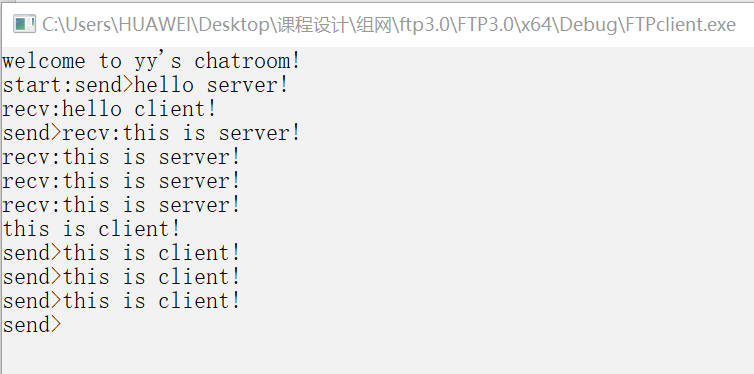 C:\Users\HUAWEI\Desktop\课程设计\组网\ftp3.0\FTP3.0\x64\Debug\FTPclient.exe
welcome to yy's chatroom!
start:send>hello server!
recv:hello client!
send>recv:this is server!
recv:this is server!
recv:this is server!
recv:this is server!
this is client!
send>this is client!
send>this is client!
send>this is client!
send>